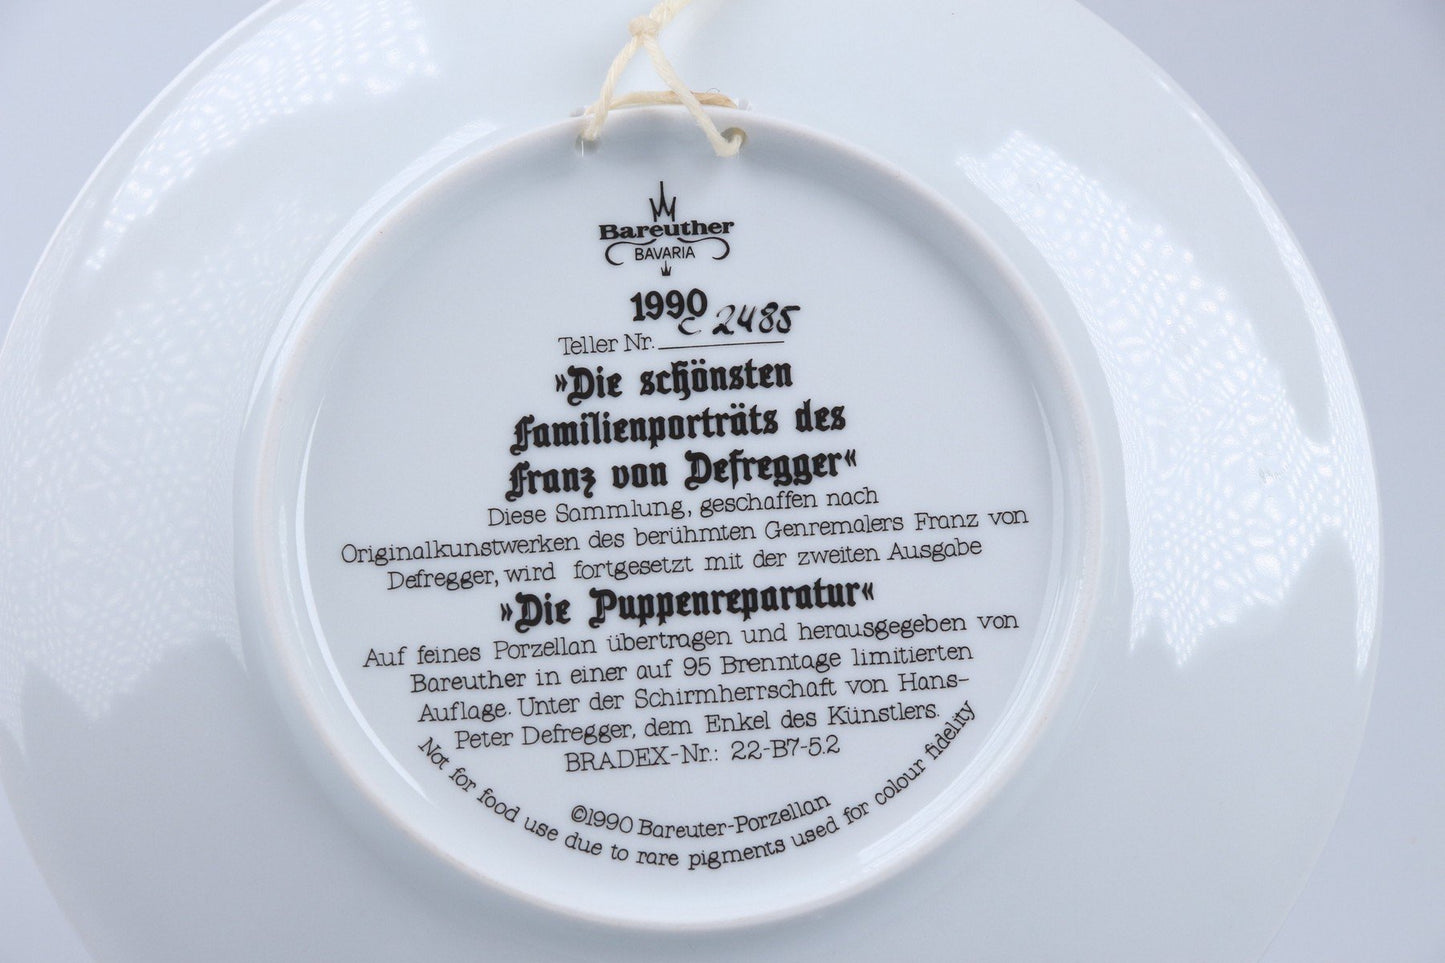 Bareuther
BAVARIA
1990
Teller Nr. C 2485
»Die schönsten
Familienporträts des
Franz von Defregger«
Diese Sammlung, geschaffen nach
Originalkunstwerken des berühmten Genremalers Franz von
Defregger, wird fortgesetzt mit der zweiten Ausgabe
»Die Puppenreparatur«
Auf feines Porzellan übertragen und herausgegeben von
Bareuther in einer auf 95 Brenntage limitierten
Auflage. Unter der Schirmherrschaft von Hans-
Peter Defregger, dem Enkel des Künstlers.
BRADEX-Nr.: 22-B7-5.2
©1990 Bareuter-Porzellan
Not for food use due to rare pigments used for colour fidelity